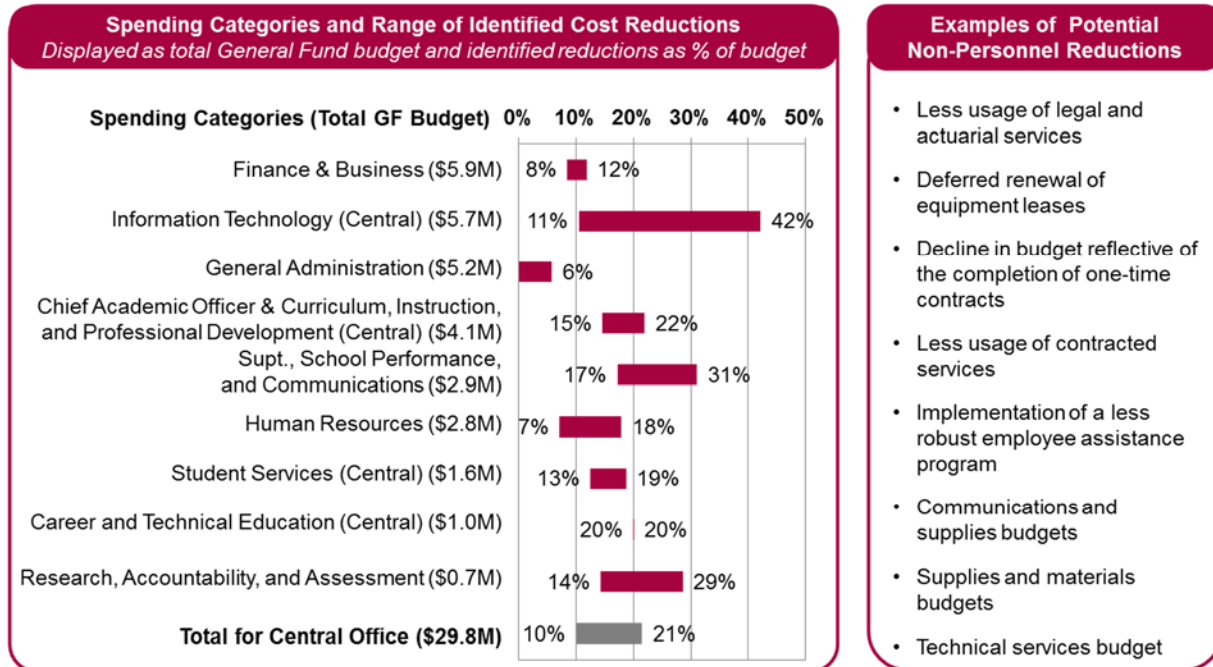 Spending Categories and Range of Identified Cost Reductions
Displayed as total General Fund budget and identified reductions as % of budget
Spending Categories (Total GF Budget) 0% 10% 20% 30% 40% 50%
Finance & Business ($5.9M) 8% 12%
Information Technology (Central) ($5.7M) 11% 42%
General Administration ($5.2M) 6%
Chief Academic Officer & Curriculum, Instruction,
and Professional Development (Central) ($4.1M) 15% 22%
Supt., School Performance,
and Communications ($2.9M) 17% 31%
Human Resources ($2.8M) 7% 18%
Student Services (Central) ($1.6M) 13% 19%
Career and Technical Education (Central) ($1.0M) 20% 20%
Research, Accountability, and Assessment ($0.7M) 14% 29%
Total for Central Office ($29.8M) 10% 21%
Examples of Potential
Non-Personnel Reductions
• Less usage of legal and
actuarial services
• Deferred renewal of
equipment leases
• Decline in budget reflective of
the completion of one-time
contracts
• Less usage of contracted
services
• Implementation of a less
robust employee assistance
program
• Communications and
supplies budgets
• Supplies and materials
budgets
• Technical services budget